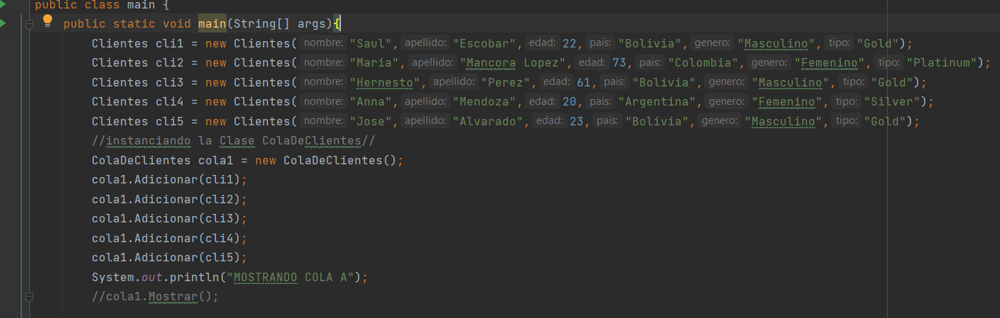 public class main {
public static void main(String[] args){
Clientes cli1 = new Clientes( nombre: "Saul", apellido: "Escobar", edad: 22, pais: "Bolivia", genero: "Masculino", tipo: "Gold");
Clientes cli2 = new Clientes( nombre: "Maria", apellido: "Mancora Lopez", edad: 73, pais: "Colombia", genero: "Femenino", tipo: "Platinum");
Clientes cli3 = new Clientes( nombre: "Hernesto", apellido: "Perez", edad: 61, pais: "Bolivia", genero: "Masculino", tipo: "Gold");
Clientes cli4 = new Clientes( nombre: "Anna", apellido: "Mendoza", edad: 20, pais: "Argentina", genero: "Femenino", tipo: "Silver");
Clientes cli5 = new Clientes( nombre: "Jose", apellido: "Alvarado", edad: 23, pais: "Bolivia", genero: "Masculino", tipo: "Gold");
//instanciando la Clase ColaDeClientes//
ColaDeClientes cola1 = new ColaDeClientes();
cola1.Adicionar(cli1);
cola1.Adicionar(cli2);
cola1.Adicionar(cli3);
cola1.Adicionar(cli4);
cola1.Adicionar(cli5);
System.out.println("MOSTRANDO COLA A");
//cola1.Mostrar();